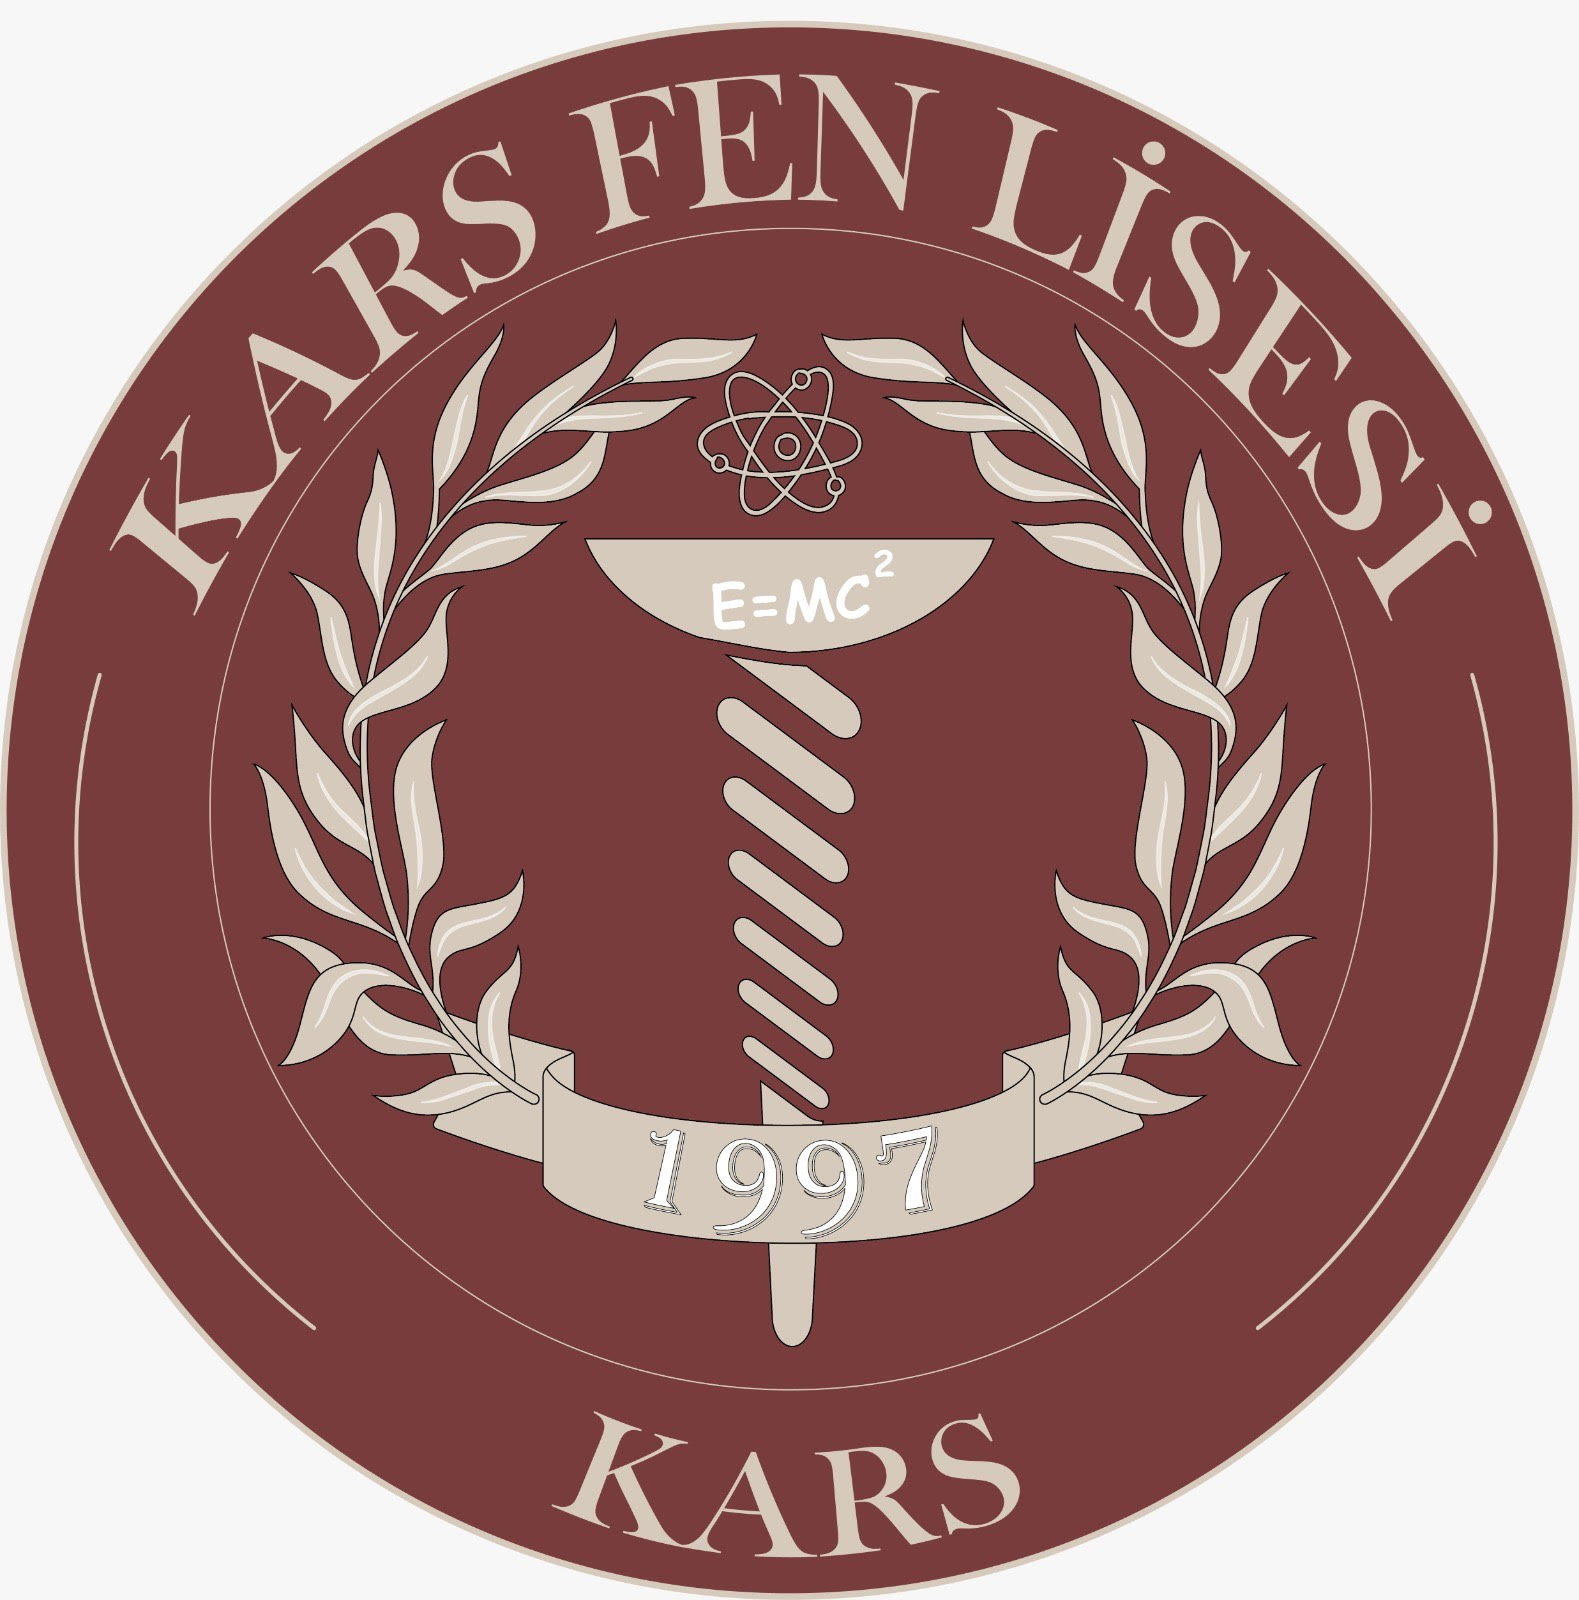 KARS FEN LİSESİ
E=MC²
1997
KARS